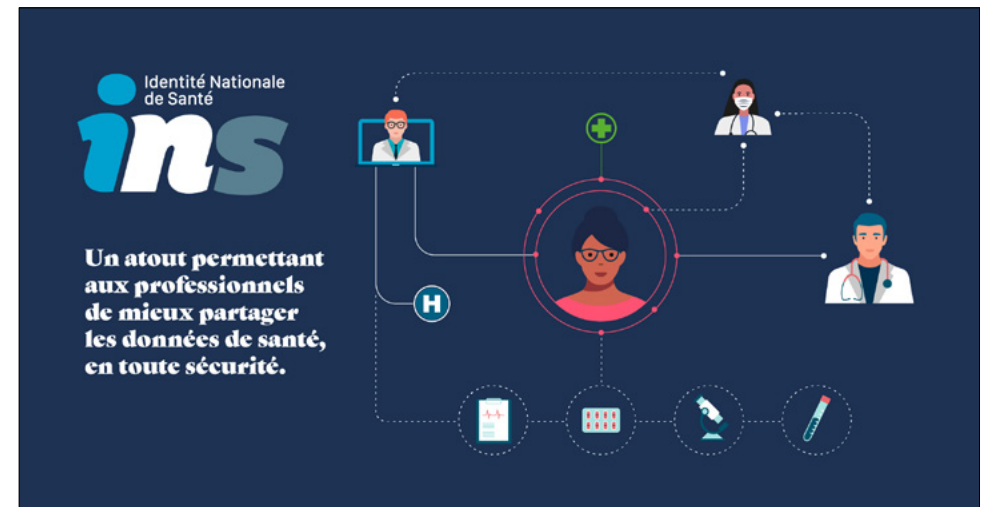 Identité Nationale
de Santé
ins
Un atout permettant
aux professionnels
de mieux partager
les données de santé,
en toute sécurité.
H